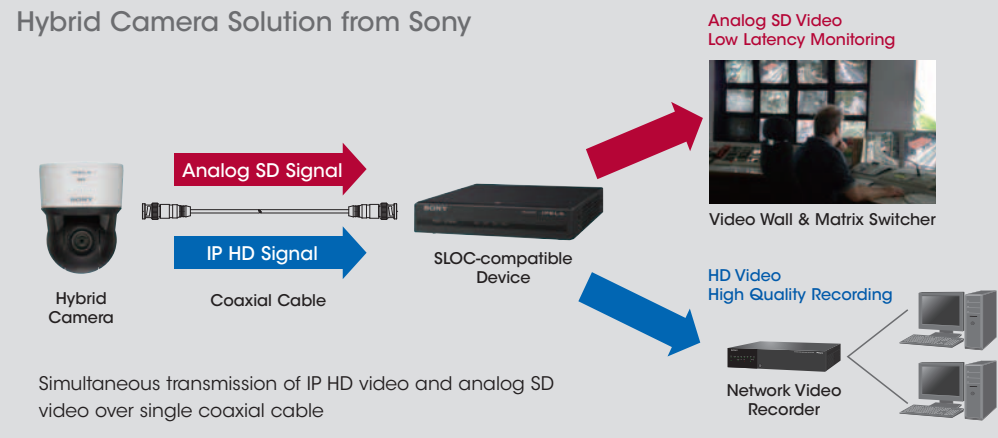 Hybrid Camera Solution from Sony
Analog SD Video
Low Latency Monitoring
Analog SD Signal
SONY
SONY
IP HD Signal
SLOC-compatible
Device
Video Wall & Matrix Switcher
Hybrid
Camera
Coaxial Cable
HD Video
High Quality Recording
Simultaneous transmission of IP HD video and analog SD
video over single coaxial cable
Network Video
Recorder